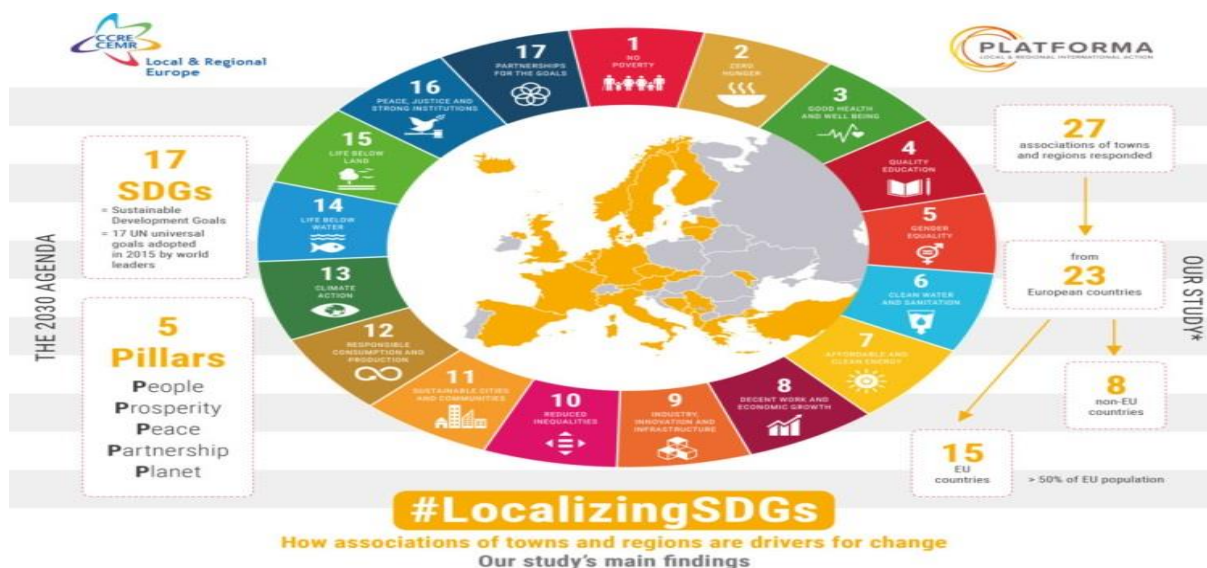 CCRE
CEMR
Local & Regional
Europe
PLATFORMA
LOCAL & REGIONAL INTERNATIONAL ACTION
THE 2030 AGENDA
17
SDGs
= Sustainable
Development Goals
= 17 UN universal
goals adopted
in 2015 by world
leaders
5
Pillars
People
Prosperity
Peace
Partnership
Planet
1
NO
POVERTY
2
ZERO
HUNGER
3
GOOD HEALTH
AND WELL BEING
4
QUALITY
EDUCATION
5
GENDER
EQUALITY
6
CLEAN WATER
AND SANITATION
7
AFFORDABLE AND
CLEAN ENERGY
8
DECENT WORK AND
ECONOMIC GROWTH
9
INDUSTRY,
INNOVATION AND
INFRASTRUCTURE
10
REDUCED
INEQUALITIES
11
SUSTAINABLE CITIES
AND COMMUNITIES
12
RESPONSIBLE
CONSUMPTION AND
PRODUCTION
13
CLIMATE
ACTION
14
LIFE BELOW
WATER
15
LIFE BELOW
LAND
16
PEACE, JUSTICE AND
STRONG INSTITUTIONS
17
PARTNERSHIPS
FOR THE GOALS
27
associations of towns
and regions responded
from
23
European countries
8
non-EU
countries
15
EU
countries
> 50% of EU population
OUR STUDY*
#LocalizingSDGs
How associations of towns and regions are drivers for change
Our study's main findings